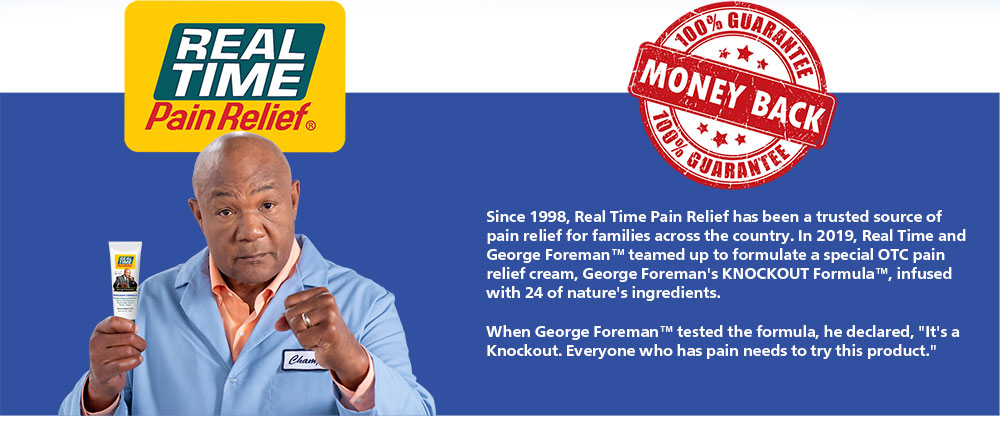 REAL
TIME
Pain Relief®
100% GUARANTEE
MONEY BACK
100% GUARANTEE
Since 1998, Real Time Pain Relief has been a trusted source of
pain relief for families across the country. In 2019, Real Time and
George Foreman™ teamed up to formulate a special OTC pain
relief cream, George Foreman's KNOCKOUT Formula™, infused
with 24 of nature's ingredients.
When George Foreman™ tested the formula, he declared, "It's a
Knockout. Everyone who has pain needs to try this product."
REAL
TIME
Champ